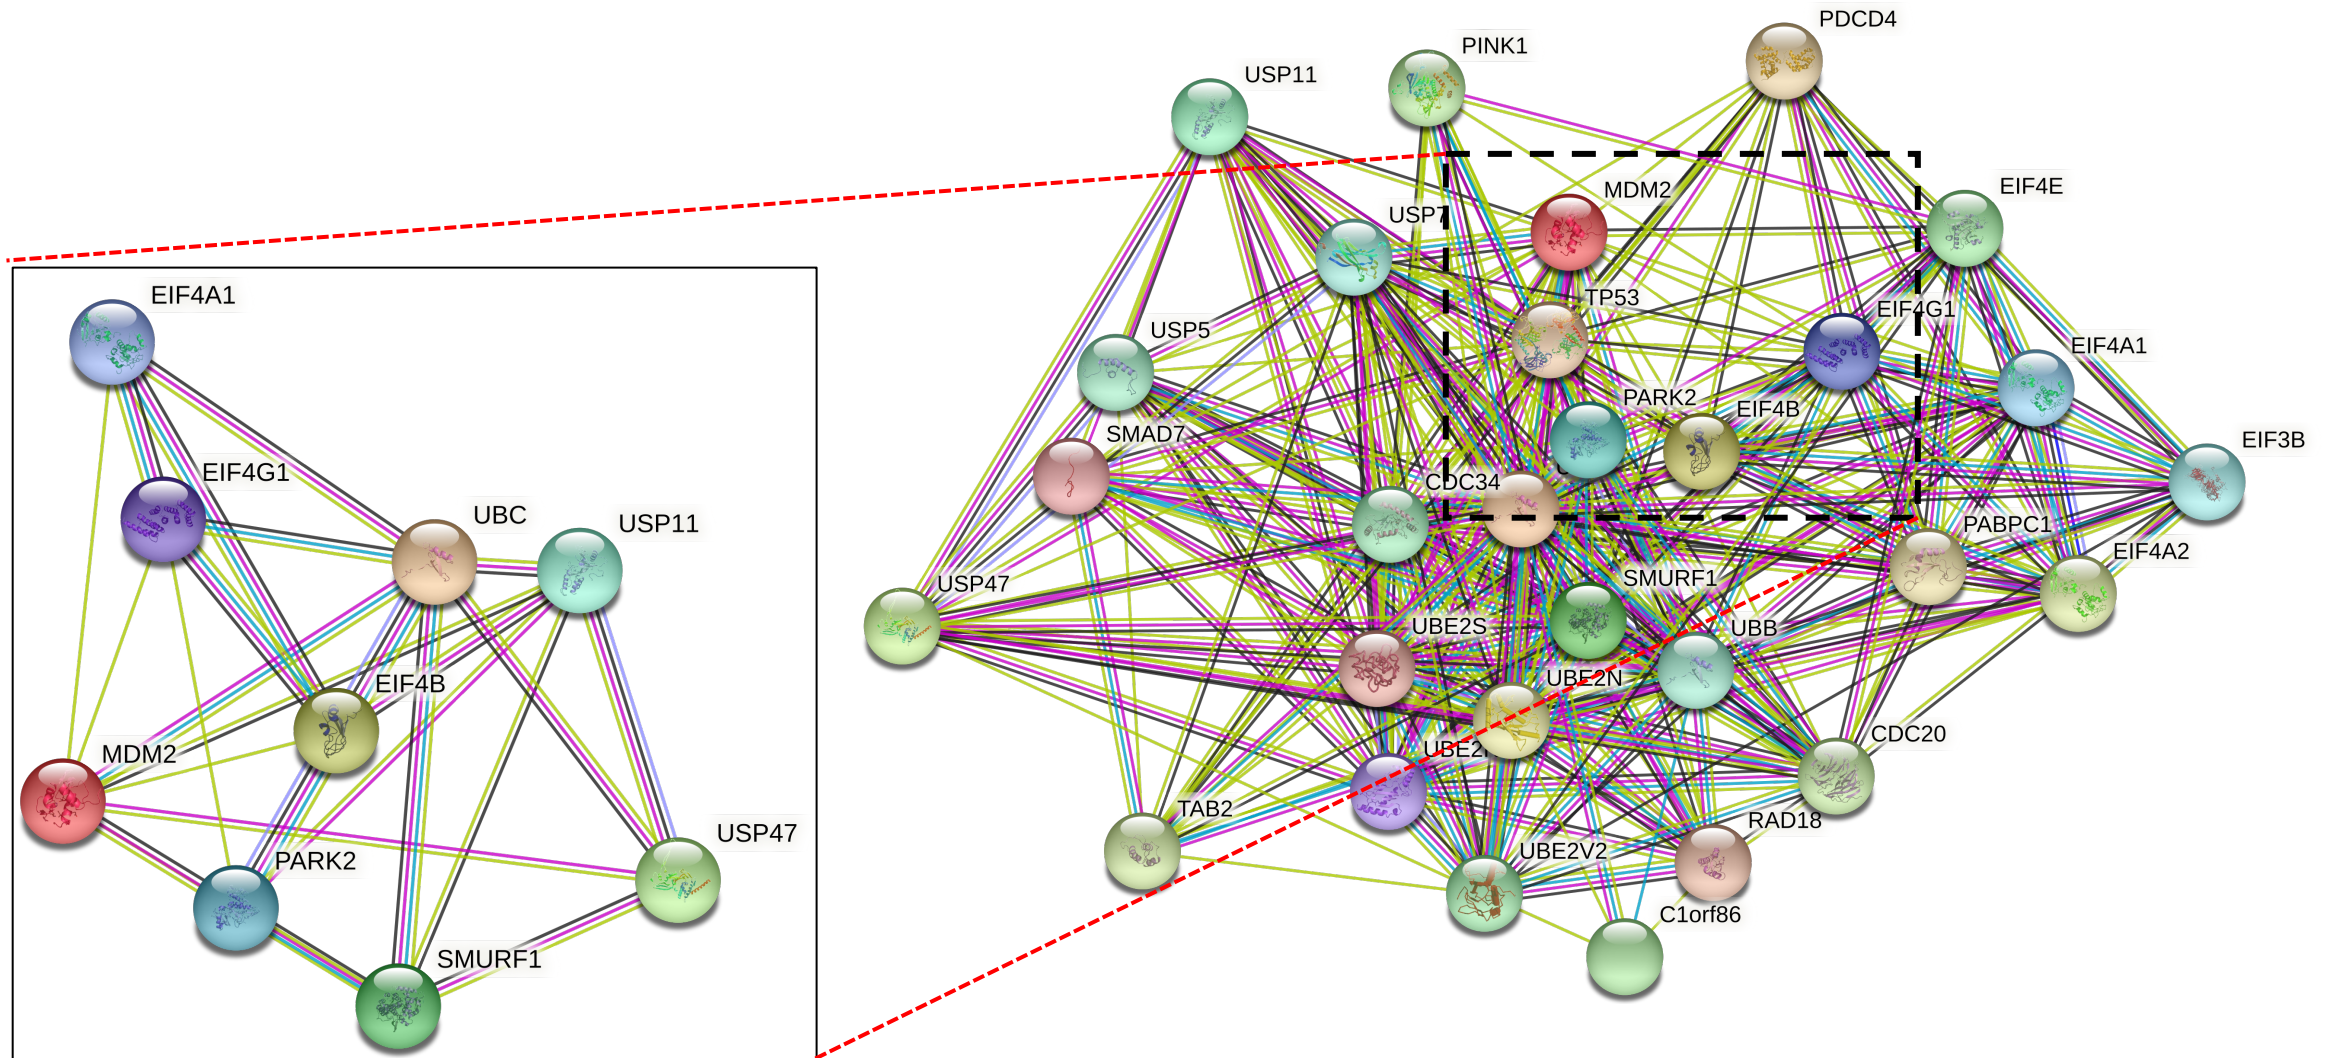 EIF4A1
EIF4G1
UBC
USP11
EIF4B
MDM2
USP47
PARK2
SMURF1
PDCD4
PINK1
USP11
MDM2
EIF4E
USP7
TP53
EIF4G1
USP5
EIF4A1
PARK2
EIF4B
SMAD7
EIF3B
CDC34
PABPC1
EIF4A2
USP47
SMURF1
UBE2S
UBB
UBE2N
CDC20
TAB2
RAD18
UBE2V2
C1orf86